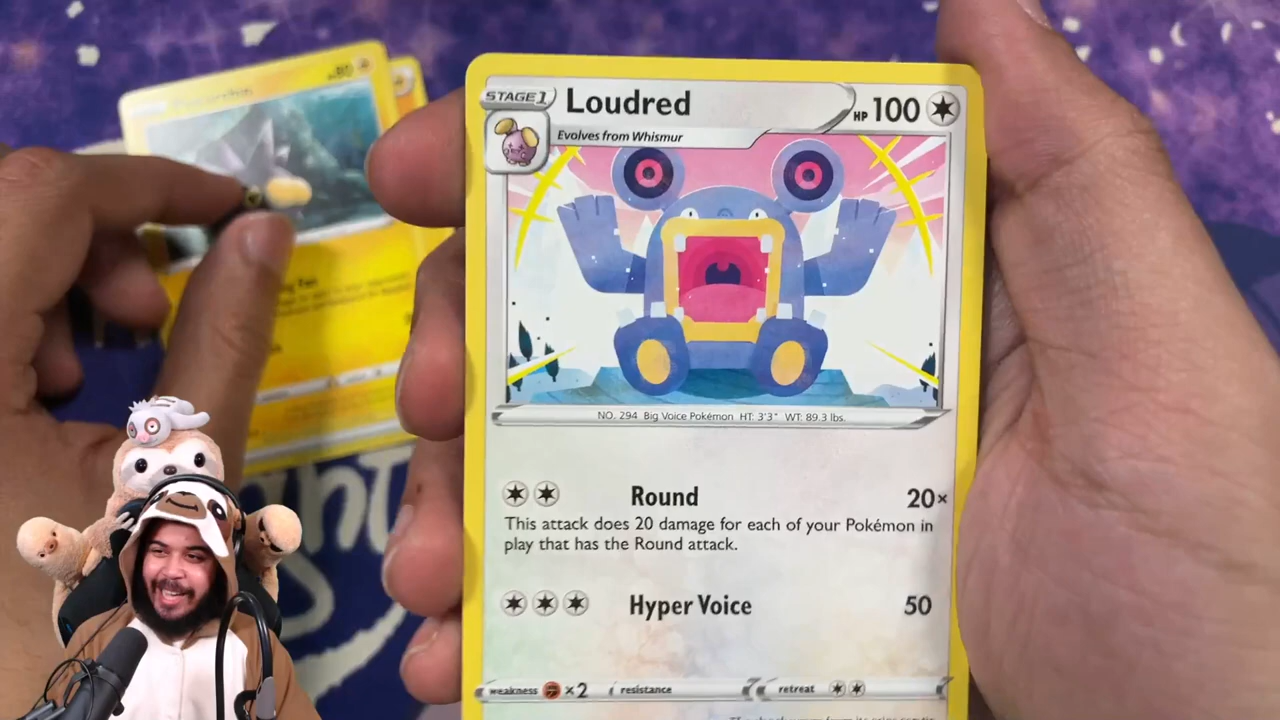 STAGE1
Loudred
HP 100
Evolves from Whismur
NO. 294 Big Voice Pokémon HT: 3'3" WT: 89.3 lbs.
Round 20×
This attack does 20 damage for each of your Pokémon in
play that has the Round attack.
Hyper Voice 50
weakness ×2 resistance retreat